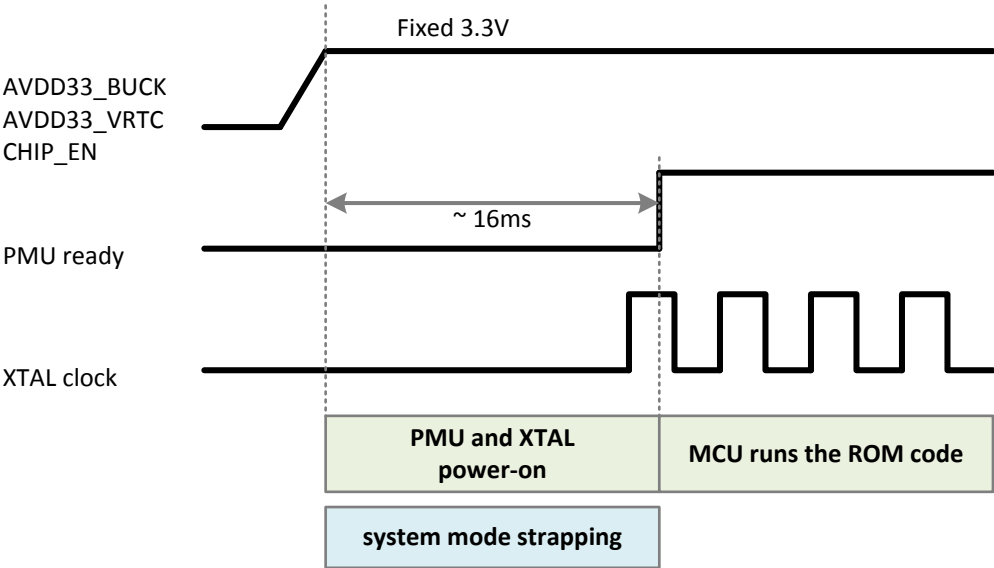 Fixed 3.3V
AVDD33_BUCK
AVDD33_VRTC
CHIP_EN
~ 16ms
PMU ready
XTAL clock
PMU and XTAL
power-on
MCU runs the ROM code
system mode strapping